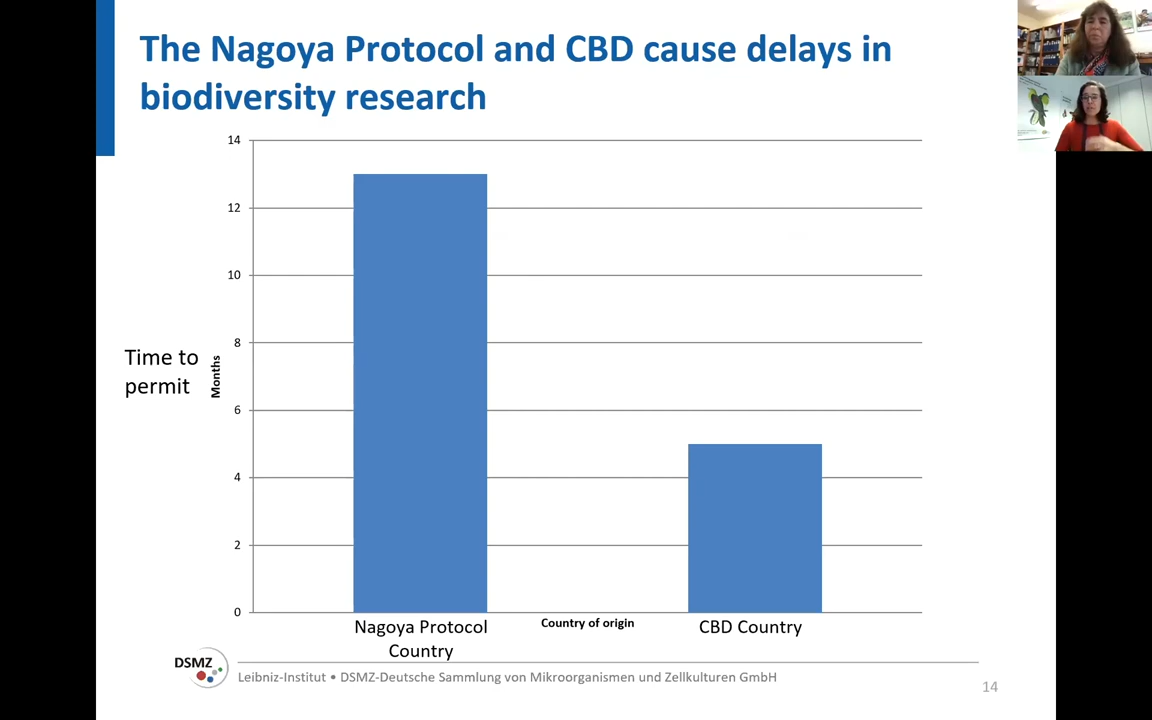 The Nagoya Protocol and CBD cause delays in
biodiversity research
14
12
10
8
6
4
2
0
Time to
permit
Months
Nagoya Protocol
Country
Country of origin
CBD Country
DSMZ
Leibniz-Institut • DSMZ-Deutsche Sammlung von Mikroorganismen und Zellkulturen GmbH
14